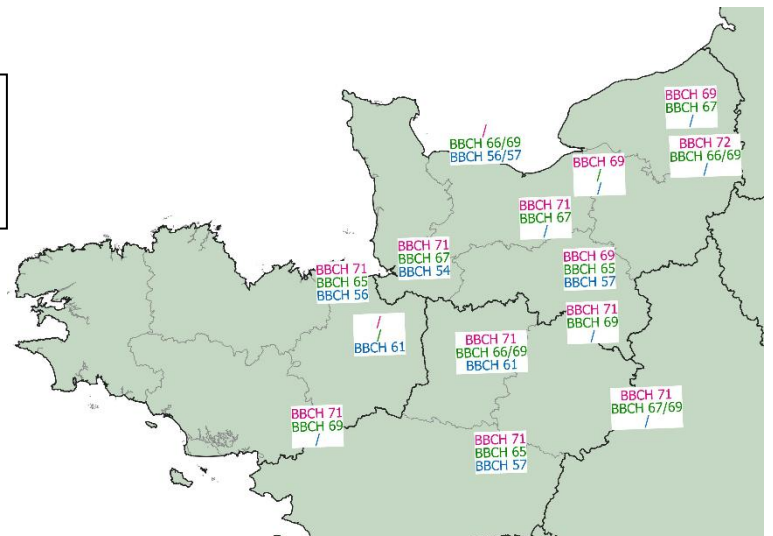 BBCH 69
BBCH 67
/
/
BBCH 66/69
BBCH 56/57
BBCH 72
BBCH 66/69
/
BBCH 69
/
/
BBCH 71
BBCH 67
/
BBCH 71
BBCH 67
BBCH 54
BBCH 69
BBCH 65
BBCH 57
BBCH 71
BBCH 65
BBCH 56
BBCH 71
BBCH 69
/
/
/
BBCH 61
BBCH 71
BBCH 66/69
BBCH 61
BBCH 71
BBCH 67/69
/
BBCH 71
BBCH 69
/
BBCH 71
BBCH 65
BBCH 57